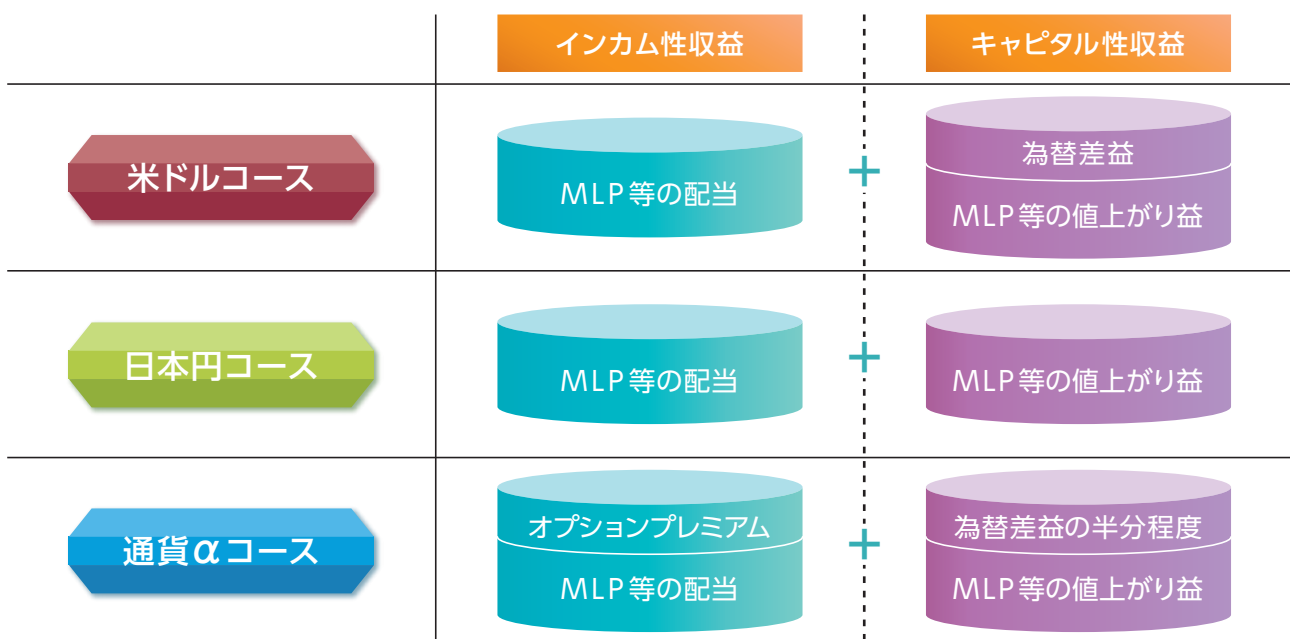 インカム性収益
キャピタル性収益
米ドルコース
MLP等の配当
+
為替差益
MLP等の値上がり益
日本円コース
MLP等の配当
+
MLP等の値上がり益
通貨αコース
オプションプレミアム
MLP等の配当
+
為替差益の半分程度
MLP等の値上がり益